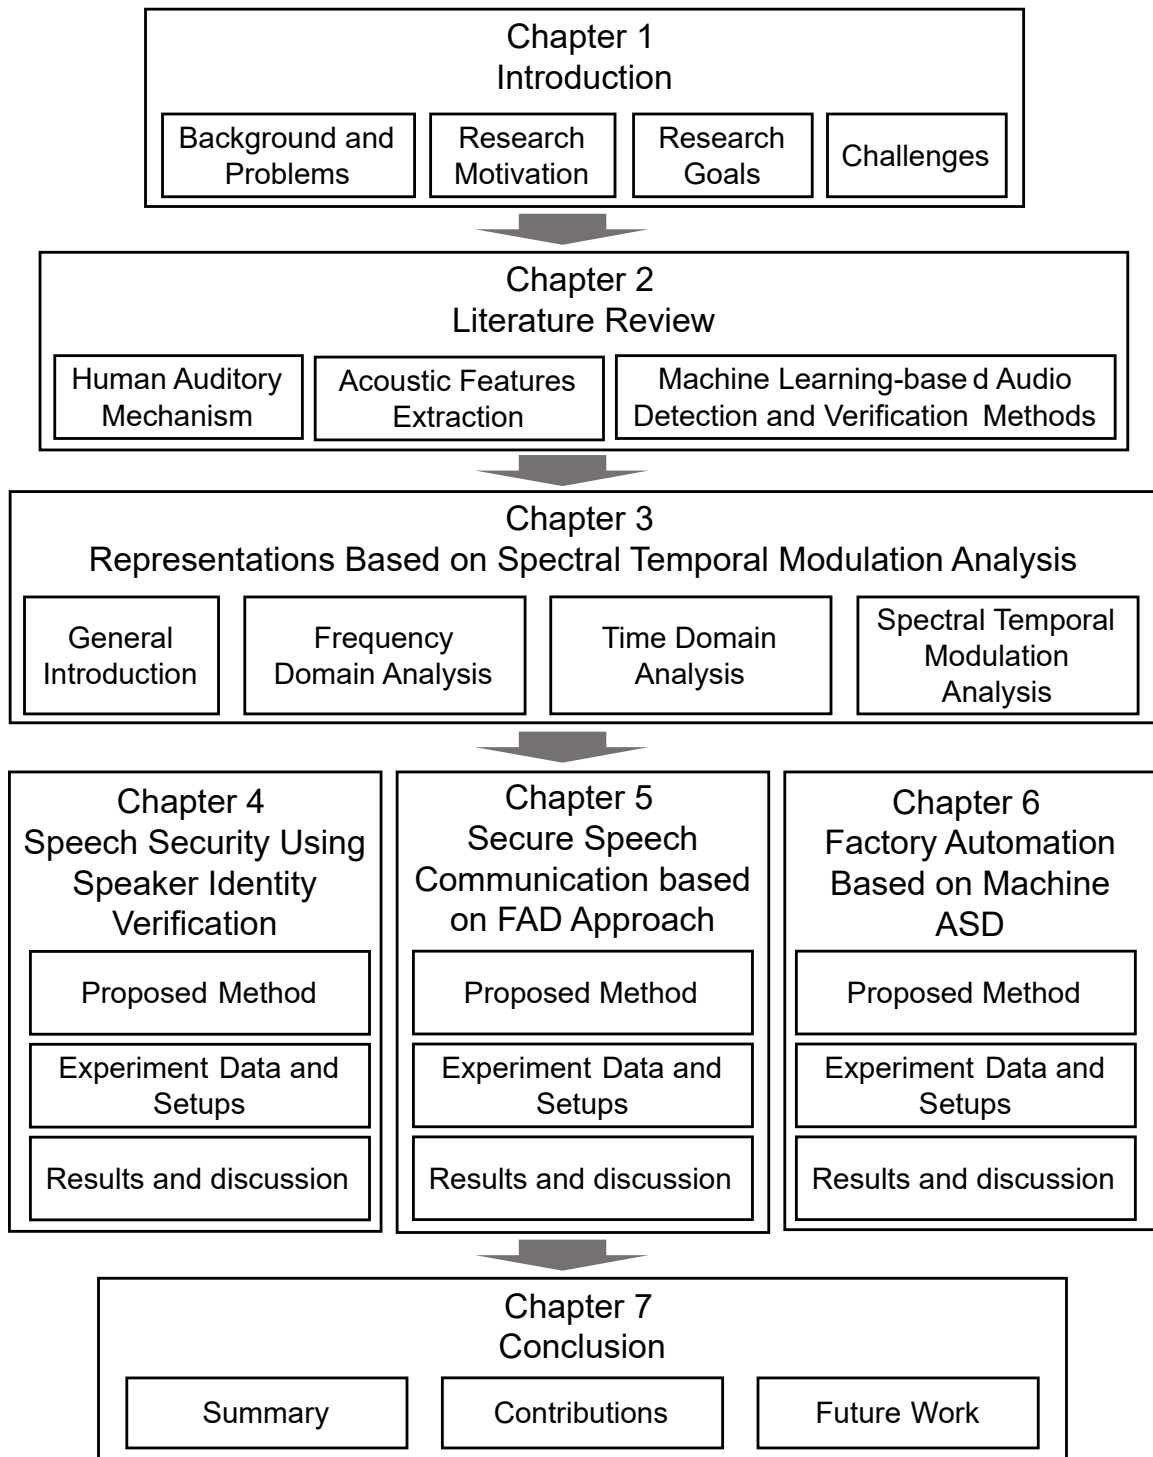 Chapter 1
Introduction
Background and
Problems
Research
Motivation
Research
Goals
Challenges
Chapter 2
Literature Review
Human Auditory
Mechanism
Acoustic Features
Extraction
Machine Learning-based Audio
Detection and Verification Methods
Chapter 3
Representations Based on Spectral Temporal Modulation Analysis
General
Introduction
Frequency
Domain Analysis
Time Domain
Analysis
Spectral Temporal
Modulation
Analysis
Chapter 4
Speech Security Using
Speaker Identity
Verification
Proposed Method
Experiment Data and
Setups
Results and discussion
Chapter 5
Secure Speech
Communication based
on FAD Approach
Proposed Method
Experiment Data and
Setups
Results and discussion
Chapter 6
Factory Automation
Based on Machine
ASD
Proposed Method
Experiment Data and
Setups
Results and discussion
Chapter 7
Conclusion
Summary
Contributions
Future Work